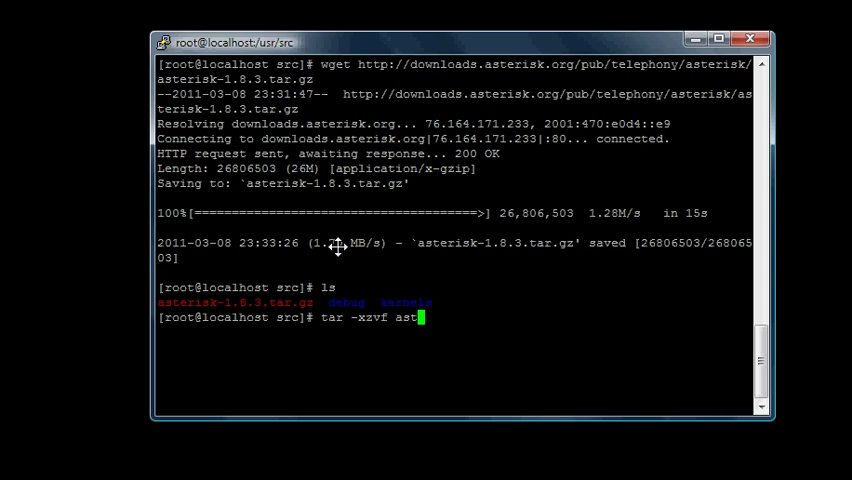 root@localhost:/usr/src
[root@localhost src]# wget http://downloads.asterisk.org/pub/telephony/asterisk/
asterisk-1.8.3.tar.gz
--2011-03-08 23:31:47-- http://downloads.asterisk.org/pub/telephony/asterisk/as
terisk-1.8.3.tar.gz
Resolving downloads.asterisk.org... 76.164.171.233, 2001:470:e0d4::e9
Connecting to downloads.asterisk.org|76.164.171.233|:80... connected.
HTTP request sent, awaiting response... 200 OK
Length: 26806503 (26M) [application/x-gzip]
Saving to: `asterisk-1.8.3.tar.gz'
100%[======================================>] 26,806,503 1.28M/s in 15s
2011-03-08 23:33:26 MB/s) - `asterisk-1.8.3.tar.gz' saved [26806503/268065
03]
[root@localhost src]# ls
asterisk-1.8.3.tar.gz debug kernels
[root@localhost src]# tar -xzvf ast